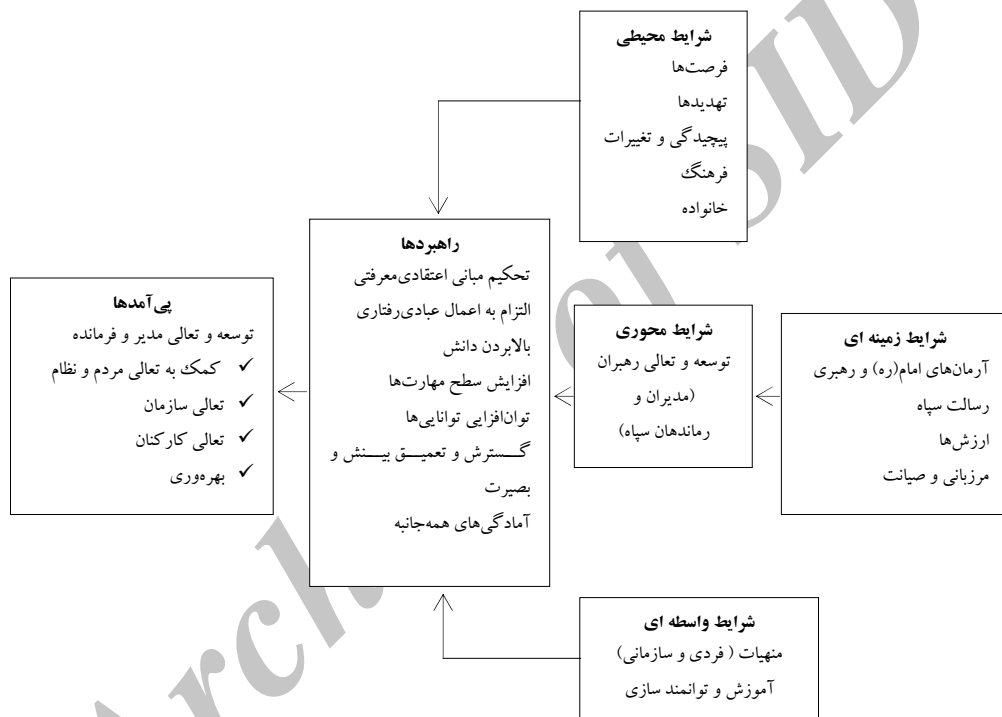 شرایط محیطی
فرصت‌ها
تهدیدها
پیچیدگی و تغییرات
فرهنگ
خانواده
شرایط زمینه ای
آرمان‌های امام(ره) و رهبری
رسالت سپاه
ارزش‌ها
مرزبانی و صیانت
شرایط محوری
توسعه و تعالی رهبران
(مدیران و
رماندهان سپاه)
راهبردها
تحکیم مبانی اعتقادی‌معرفتی
التزام به اعمال عبادی‌رفتاری
بالابردن دانش
افزایش سطح مهارت‌ها
توان‌افزایی توانایی‌ها
گسترش و تعمیق بینش و
بصیرت
آمادگی‌های همه‌جانبه
پی‌آمدها
توسعه و تعالی مدیر و فرمانده
✓ کمک به تعالی مردم و نظام
✓ تعالی سازمان
✓ تعالی کارکنان
✓ بهره‌وری
شرایط واسطه ای
منهیات ( فردی و سازمانی)
آموزش و توانمند سازی
Archive of SID